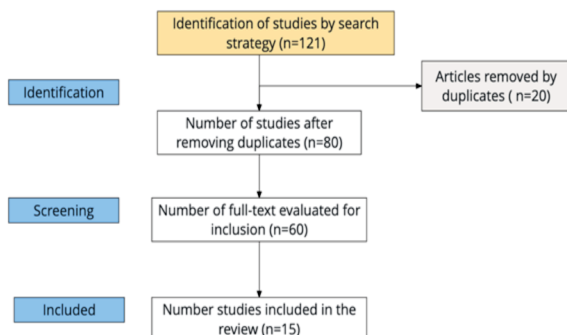 Identification of studies by search
strategy (n=121)
Articles removed by
duplicates ( n=20)
Identification
Number of studies after
removing duplicates (n=80)
Screening
Number of full-text evaluated for
inclusion (n=60)
Included
Number studies included in the
review (n=15)